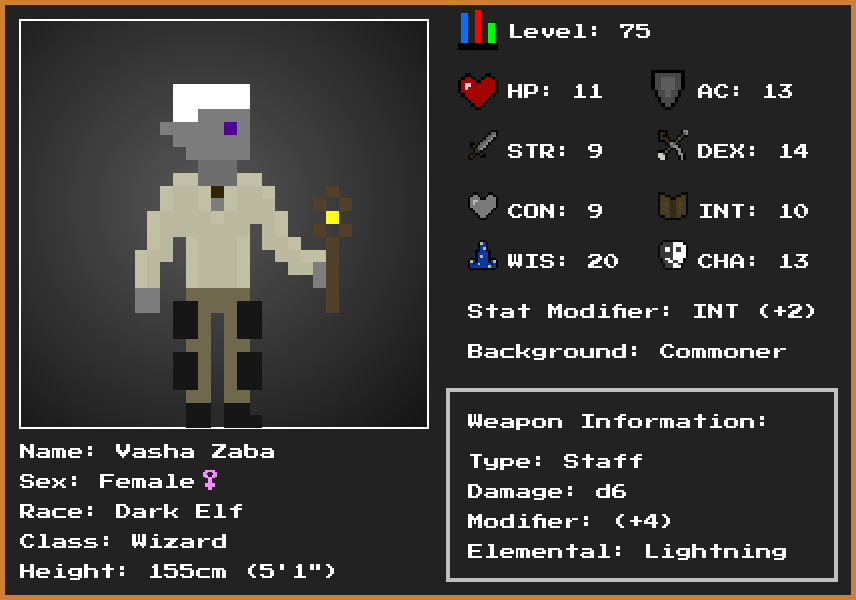 Level: 75
HP: 11 AC: 13
STR: 9 DEX: 14
CON: 9 INT: 10
WIS: 20 CHA: 13
Stat Modifier: INT (+2)
Background: Commoner
Weapon Information:
Type: Staff
Damage: d6
Modifier: (+4)
Elemental: Lightning
Name: Vasha Zaba
Sex: Female♀
Race: Dark Elf
Class: Wizard
Height: 155cm (5'1")